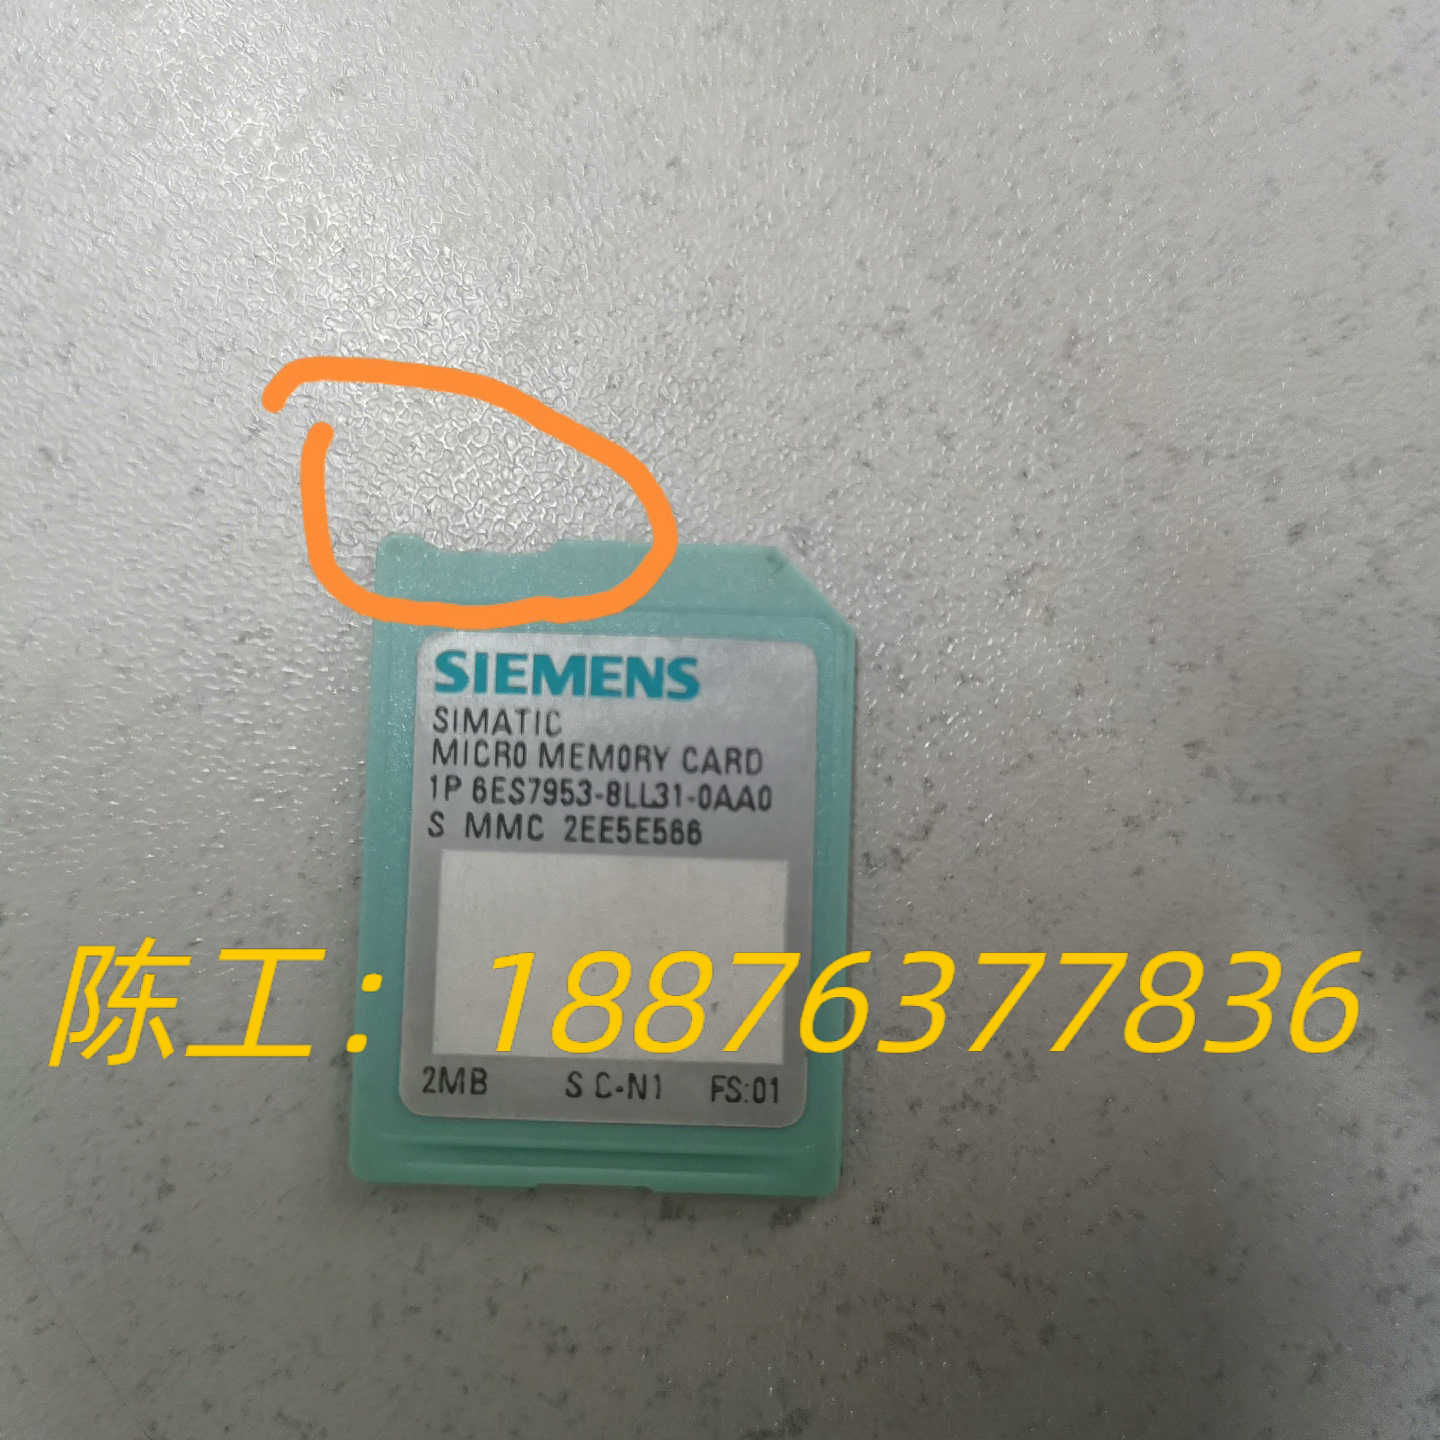 SIEMENS
SIMATIC
MICRO MEMORY CARD
1P 6ES7953-8LL31-0AA0
S MMC 2EE5E566
陈工：18876377836
2MB S C-N1 FS:01